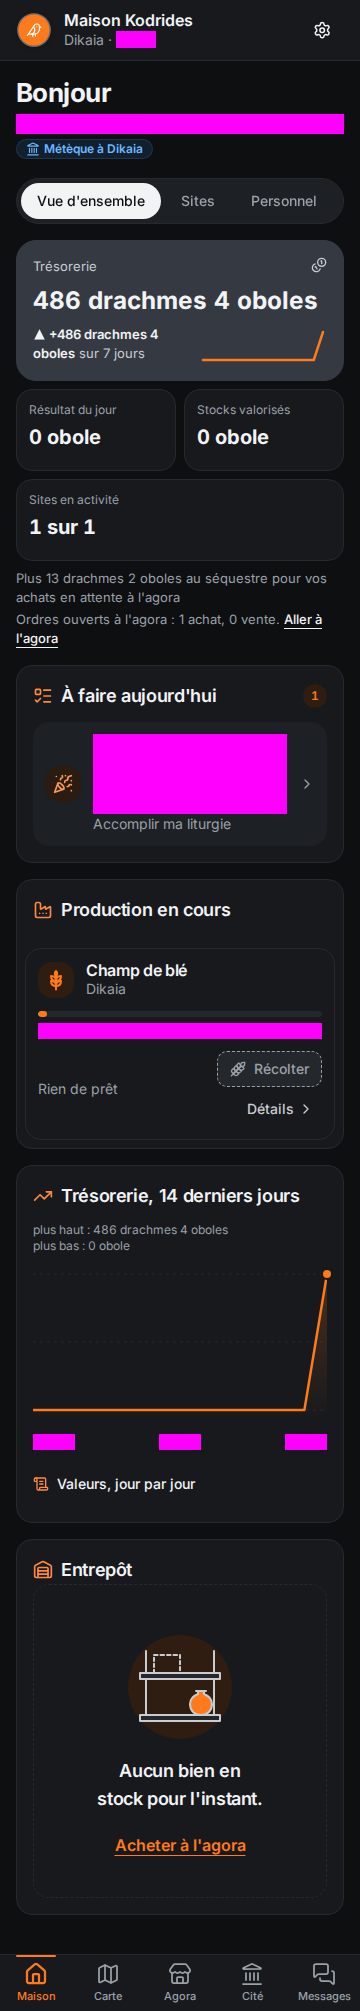 Maison Kodrides
Dikaia ·
Bonjour
Métèque à Dikaia
Vue d'ensemble
Sites
Personnel
Trésorerie
486 drachmes 4 oboles
▲ +486 drachmes 4
oboles sur 7 jours
Résultat du jour
0 obole
Stocks valorisés
0 obole
Sites en activité
1 sur 1
Plus 13 drachmes 2 oboles au séquestre pour vos
achats en attente à l'agora
Ordres ouverts à l'agora : 1 achat, 0 vente. Aller à
l'agora
À faire aujourd'hui
1
Accomplir ma liturgie
Production en cours
Champ de blé
Dikaia
Récolter
Rien de prêt
Détails
Trésorerie, 14 derniers jours
plus haut : 486 drachmes 4 oboles
plus bas : 0 obole
Valeurs, jour par jour
Entrepôt
Aucun bien en
stock pour l'instant.
Acheter à l'agora
Maison
Carte
Agora
Cité
Messages